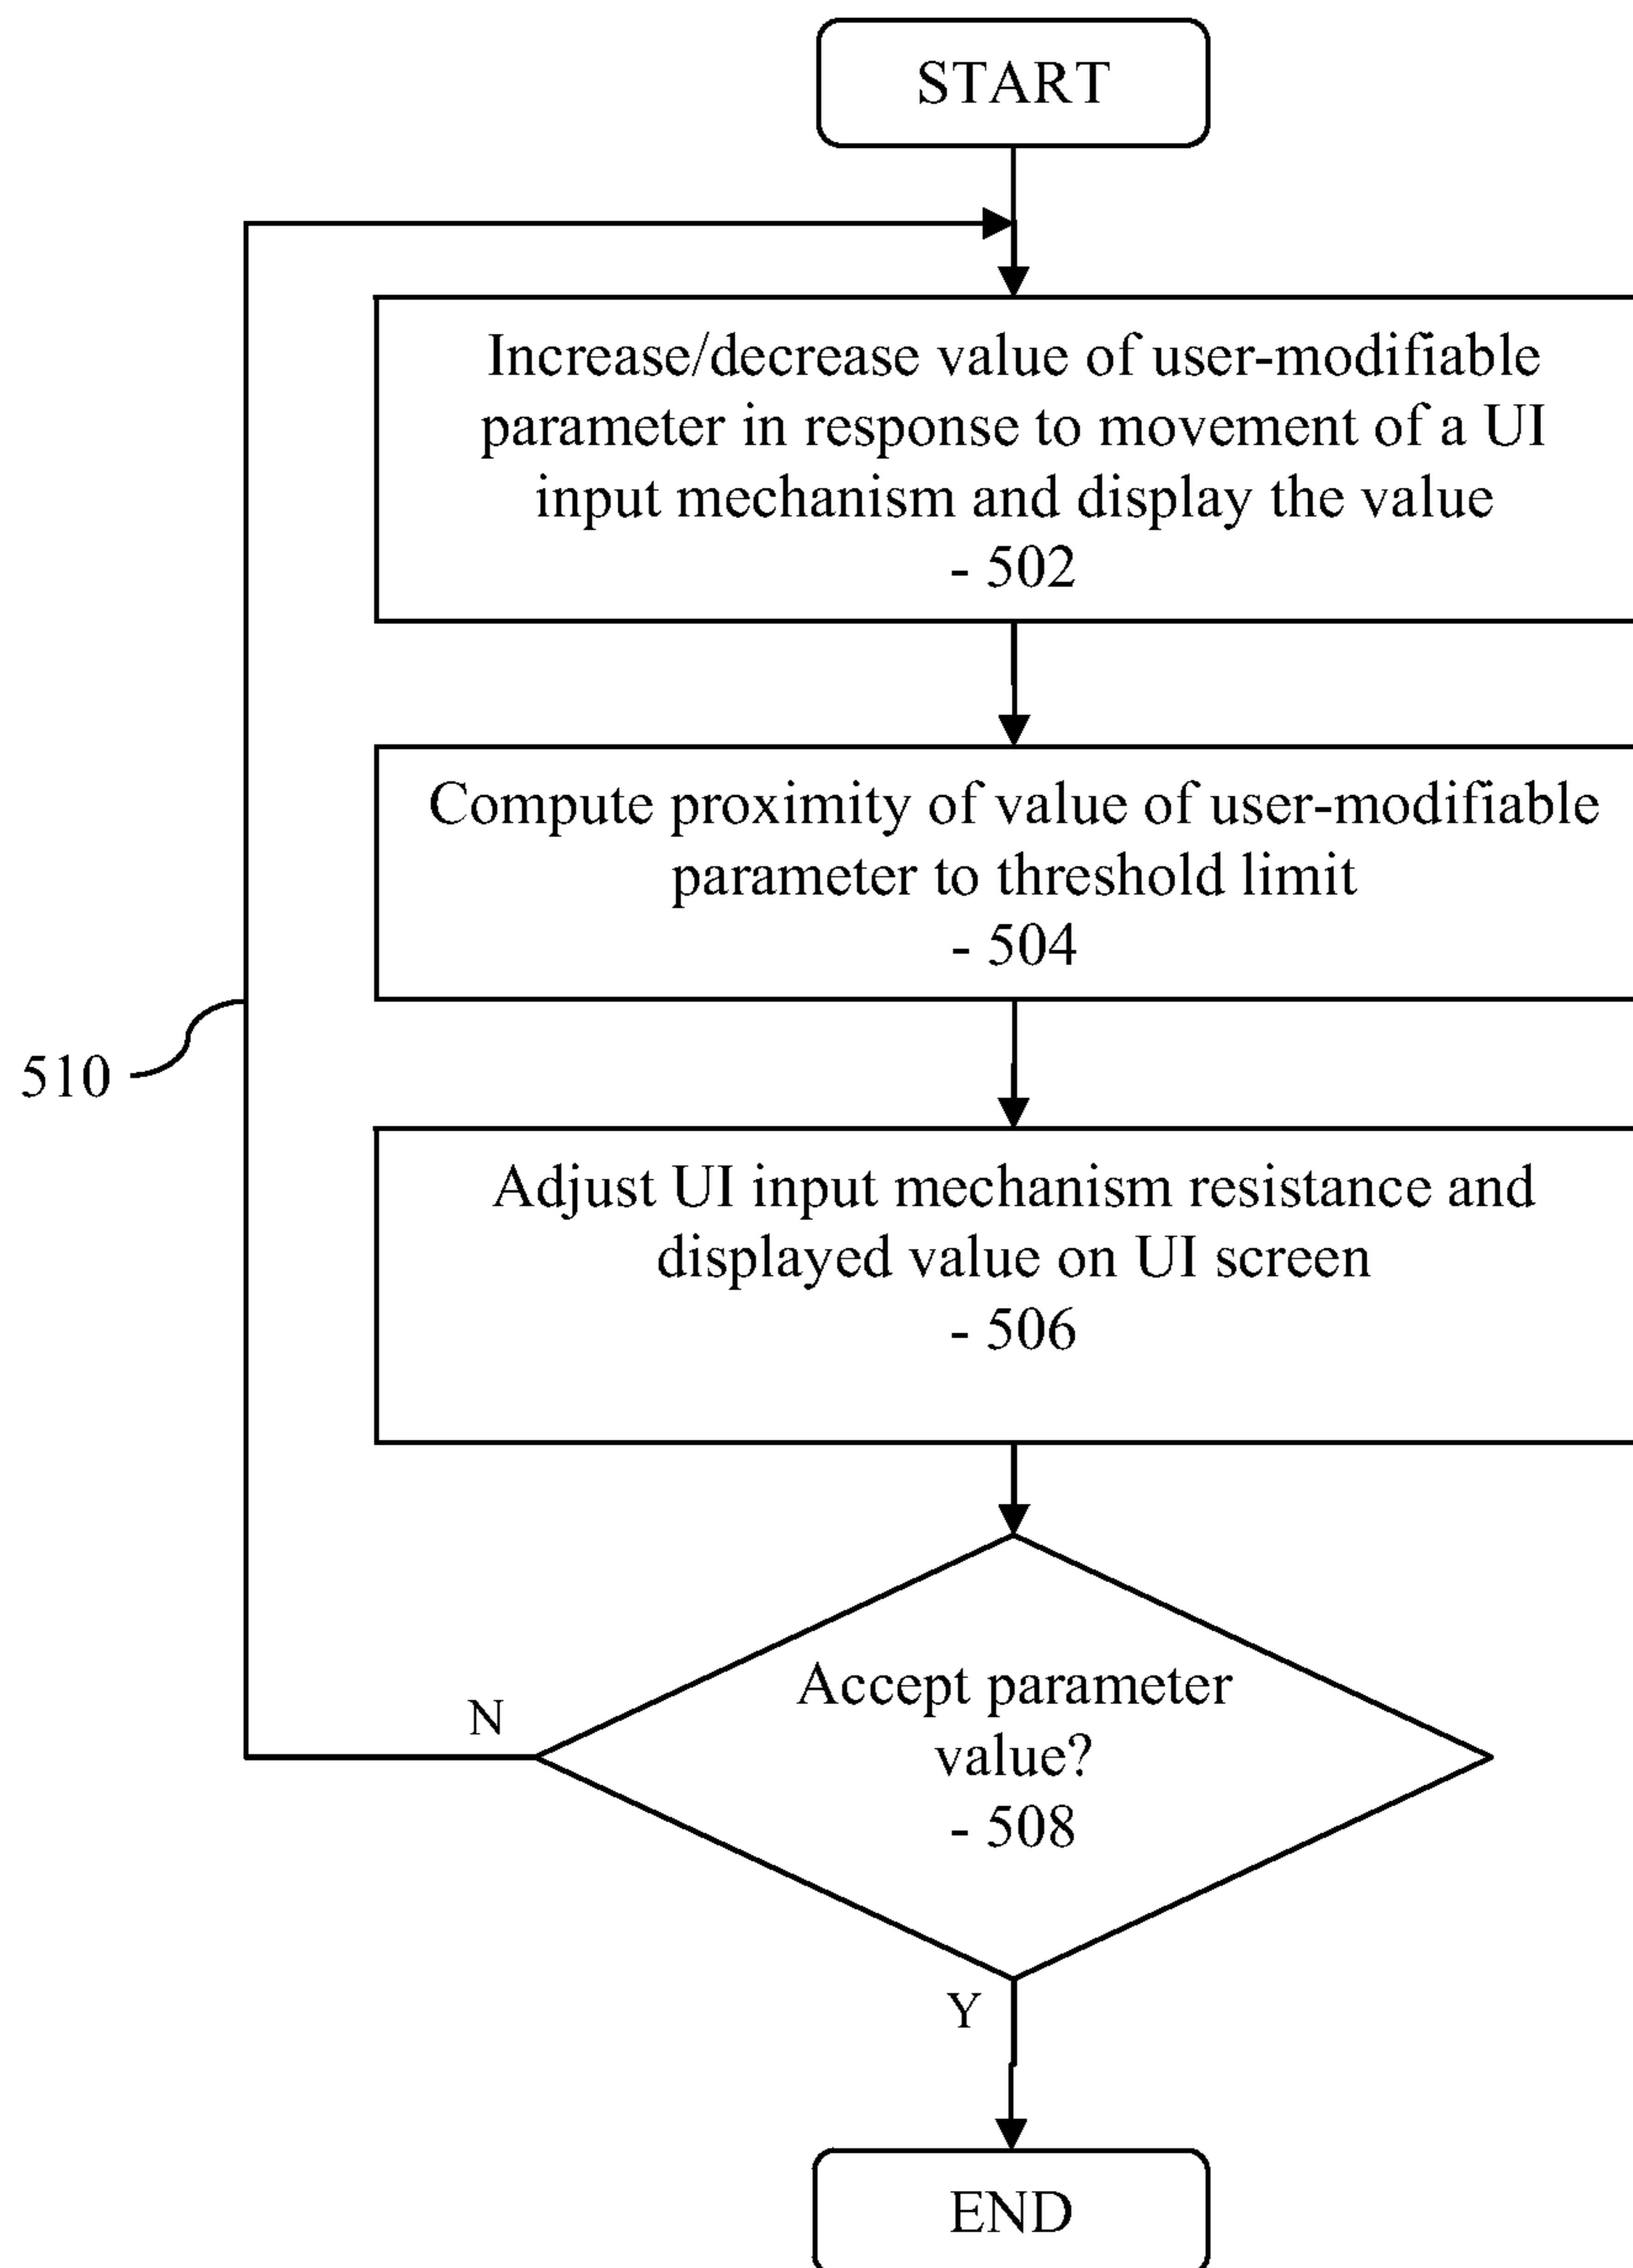 START
Increase/decrease value of user-modifiable
parameter in response to movement of a UI
input mechanism and display the value
- 502
Compute proximity of value of user-modifiable
parameter to threshold limit
- 504
510
Adjust UI input mechanism resistance and
displayed value on UI screen
- 506
N
Accept parameter
value?
- 508
Y
END